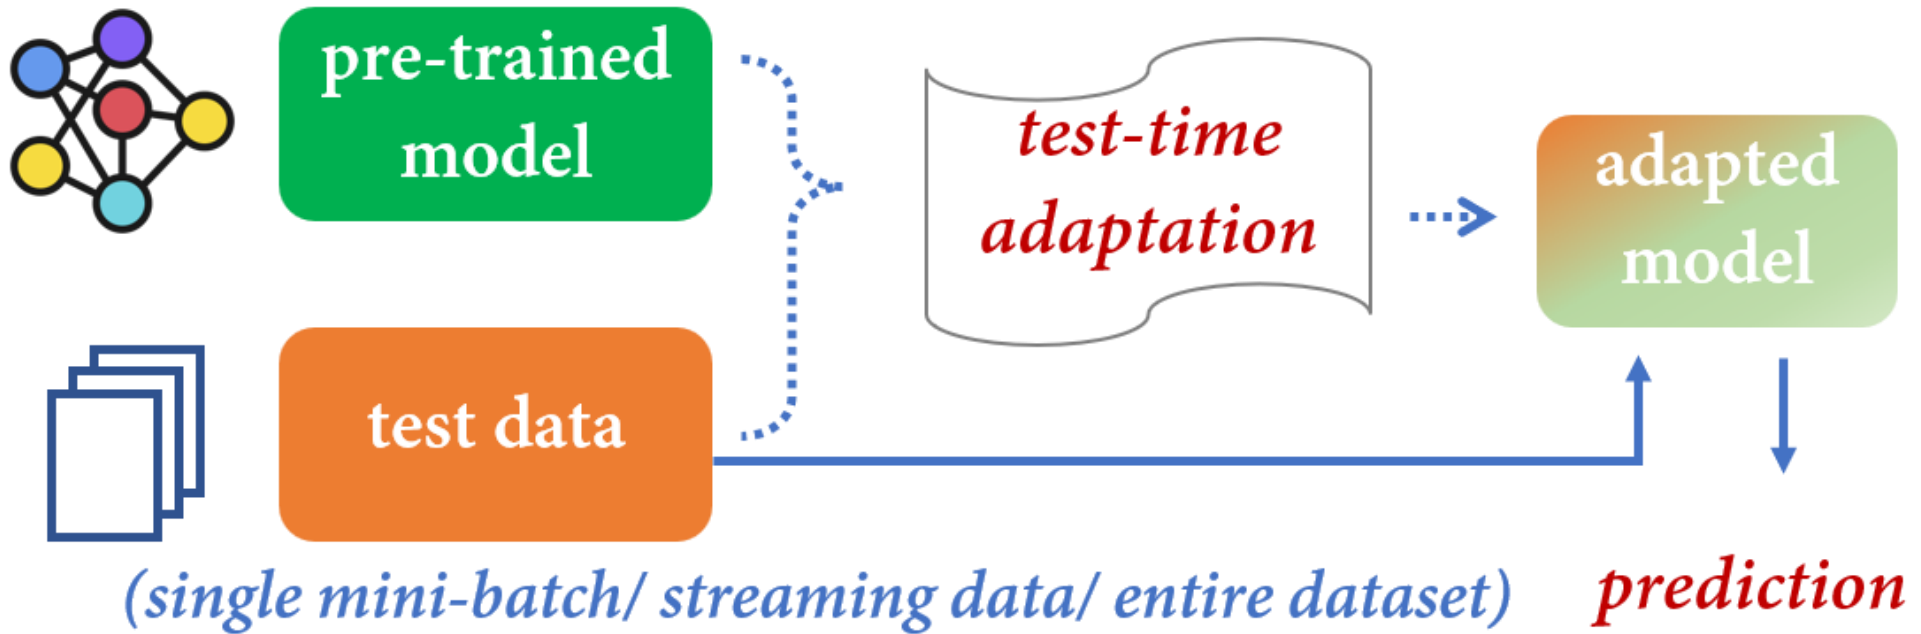 pre-trained
model
test-time
adaptation
adapted
model
test data
(single mini-batch/ streaming data/ entire dataset)
prediction